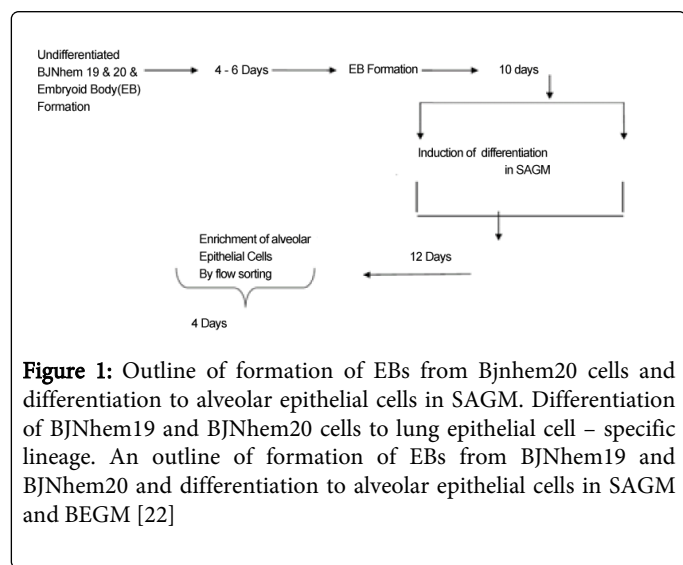 Undifferentiated
BJNhem 19 & 20 &
Embryoid Body(EB)
Formation
4 - 6 Days
EB Formation
10 days
Induction of differentiation
in SAGM
Enrichment of alveolar
Epithelial Cells
By flow sorting
12 Days
4 Days
Figure 1: Outline of formation of EBs from Bjnhem20 cells and
differentiation to alveolar epithelial cells in SAGM. Differentiation
of BJNhem19 and BJNhem20 cells to lung epithelial cell – specific
lineage. An outline of formation of EBs from BJNhem19 and
BJNhem20 and differentiation to alveolar epithelial cells in SAGM
and BEGM [22]